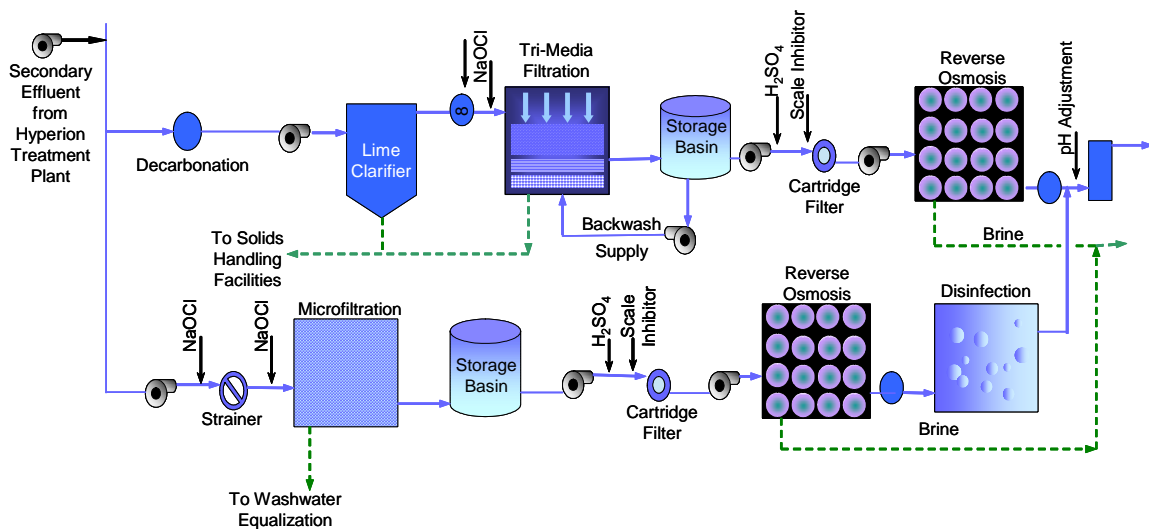 Secondary
Effluent
from
Hyperion
Treatment
Plant
Decarbonation
Lime
Clarifier
8
NaOCl
Tri-Media
Filtration
Storage
Basin
Backwash
Supply
H2SO4
Scale Inhibitor
Cartridge
Filter
Reverse
Osmosis
pH Adjustment
Brine
To Solids
Handling
Facilities
NaOCl
NaOCl
Strainer
Microfiltration
To Washwater
Equalization
Storage
Basin
H2SO4
Scale
Inhibitor
Cartridge
Filter
Reverse
Osmosis
Disinfection
Brine